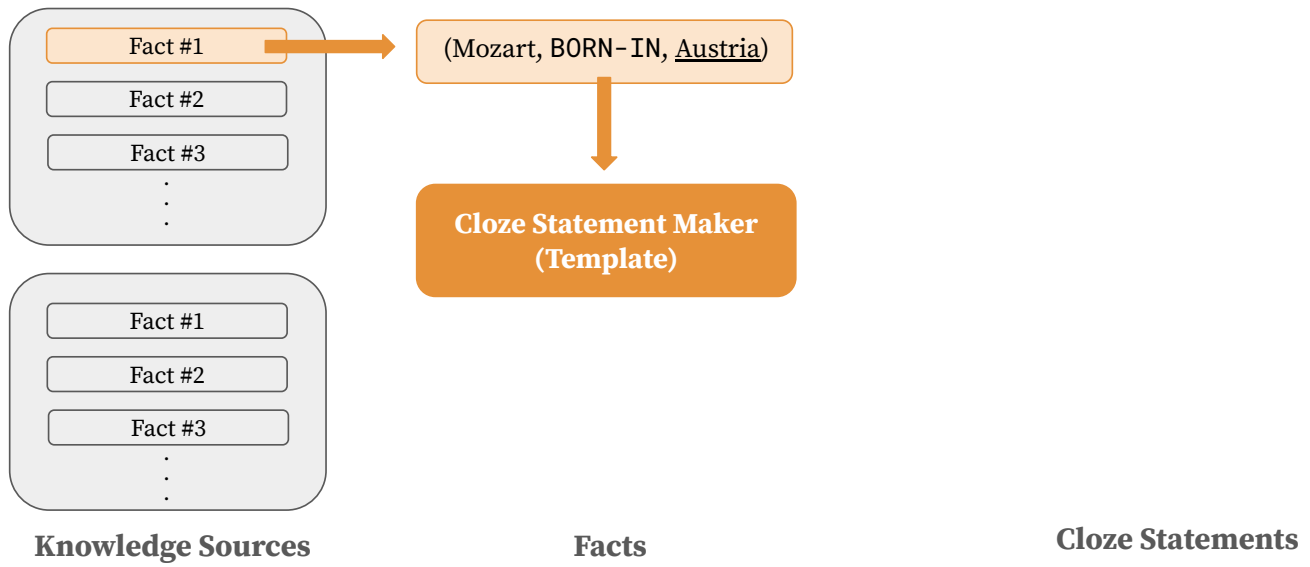 Fact #1
Fact #2
Fact #3
.
.
.
(Mozart, BORN-IN, Austria)
Cloze Statement Maker
(Template)
Fact #1
Fact #2
Fact #3
.
.
.
Knowledge Sources
Facts
Cloze Statements